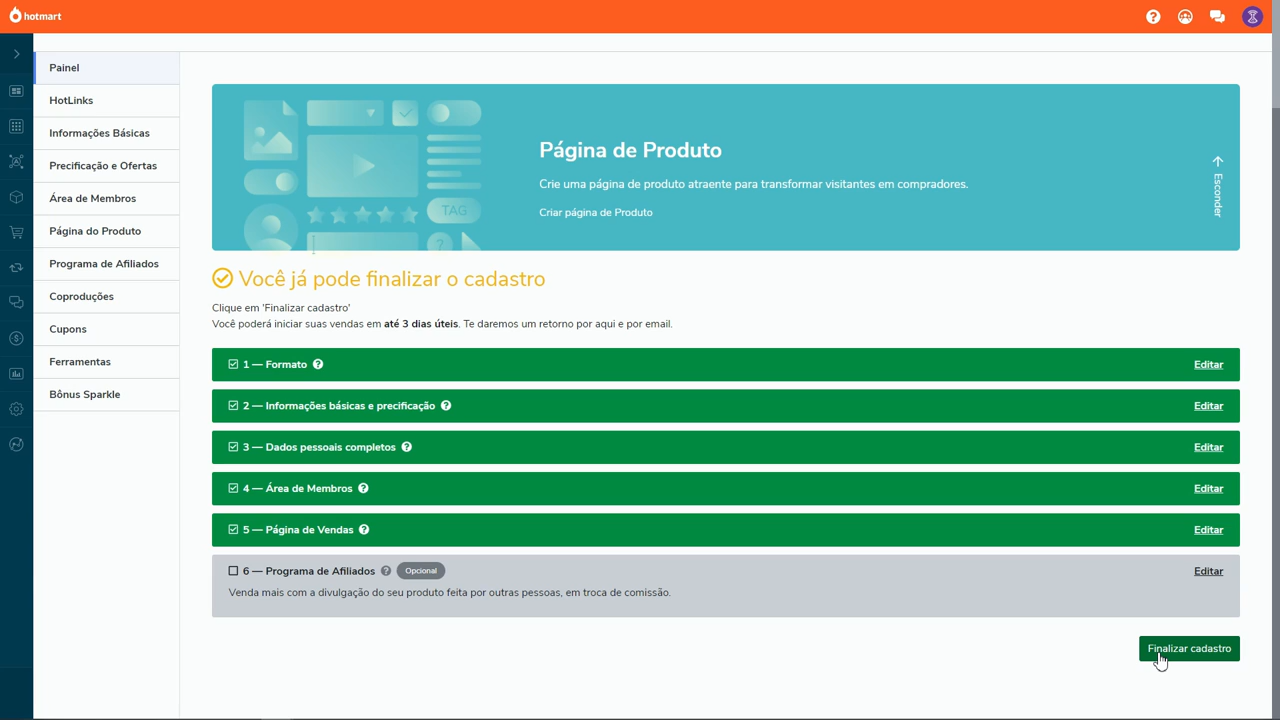 hotmart
Painel
HotLinks
Informações Básicas
Precificação e Ofertas
Área de Membros
Página do Produto
Programa de Afiliados
Coproduções
Cupons
Ferramentas
Bônus Sparkle
TAG
Página de Produto
Crie uma página de produto atraente para transformar visitantes em compradores.
Criar página de Produto
Esconder
Você já pode finalizar o cadastro
Clique em 'Finalizar cadastro'
Você poderá iniciar suas vendas em até 3 dias úteis. Te daremos um retorno por aqui e por email.
1 — Formato ? Editar
2 — Informações básicas e precificação ? Editar
3 — Dados pessoais completos ? Editar
4 — Área de Membros ? Editar
5 — Página de Vendas ? Editar
6 — Programa de Afiliados ? Opcional Editar
Venda mais com a divulgação do seu produto feita por outras pessoas, em troca de comissão.
Finalizar cadastro